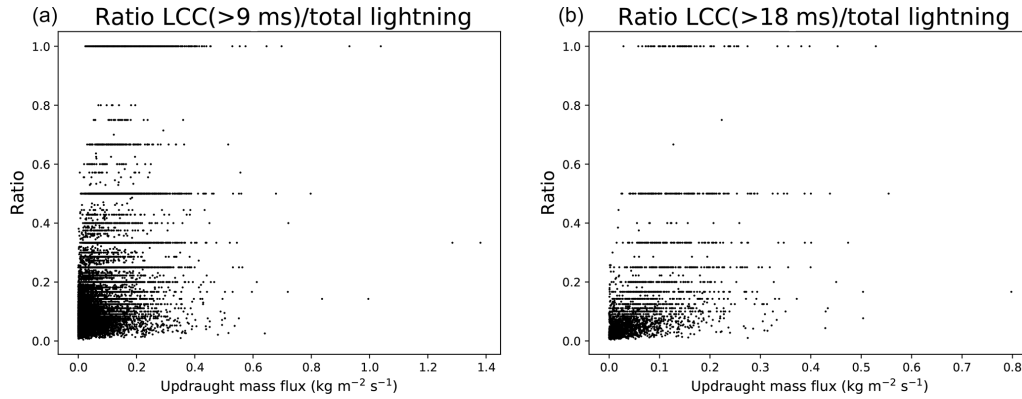 (a) Ratio LCC(>9 ms)/total lightning
1.0
0.8
0.6
0.4
0.2
0.0
Ratio
0.0 0.2 0.4 0.6 0.8 1.0 1.2 1.4
Updraught mass flux (kg m⁻² s⁻¹)
(b) Ratio LCC(>18 ms)/total lightning
1.0
0.8
0.6
0.4
0.2
0.0
Ratio
0.0 0.1 0.2 0.3 0.4 0.5 0.6 0.7 0.8
Updraught mass flux (kg m⁻² s⁻¹)